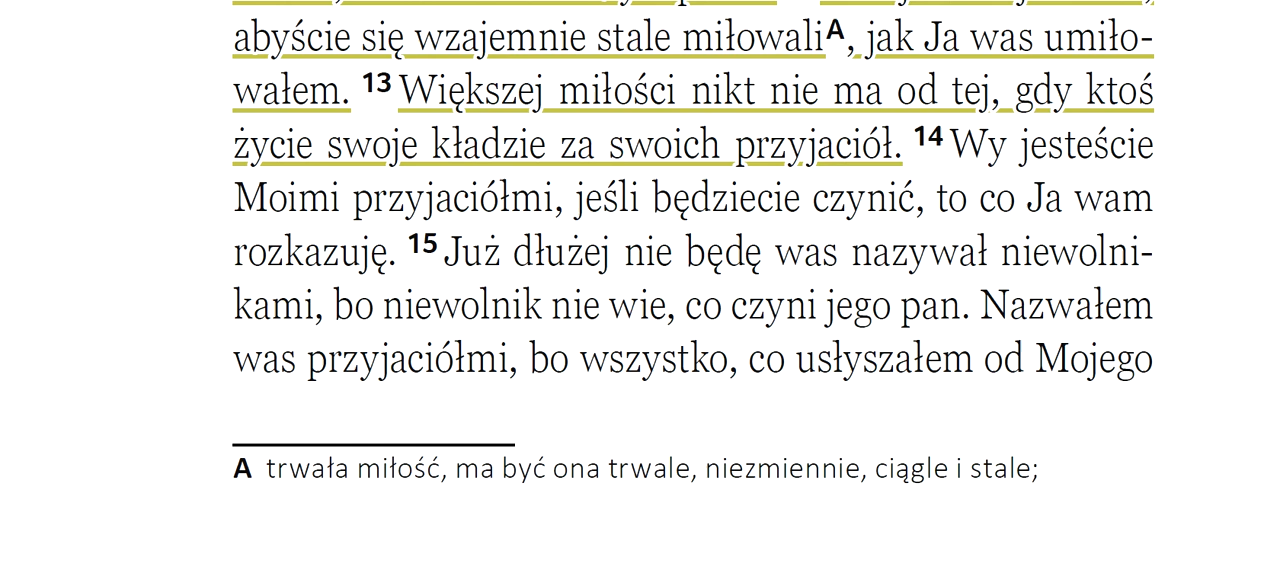 abyście się wzajemnie stale miłowaliA, jak Ja was umiło-
wałem. 13 Większej miłości nikt nie ma od tej, gdy ktoś
życie swoje kładzie za swoich przyjaciół. 14 Wy jesteście
Moimi przyjaciółmi, jeśli będziecie czynić, to co Ja wam
rozkazuję. 15 Już dłużej nie będę was nazywał niewolni-
kami, bo niewolnik nie wie, co czyni jego pan. Nazwałem
was przyjaciółmi, bo wszystko, co usłyszałem od Mojego
A trwała miłość, ma być ona trwale, niezmiennie, ciągle i stale;